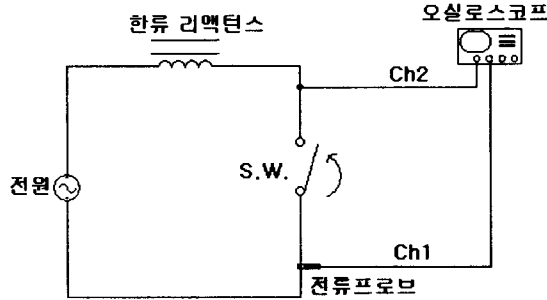 한류 리액턴스
오실로스코프
Ch2
S.W.
전원
Ch1
전류프로브